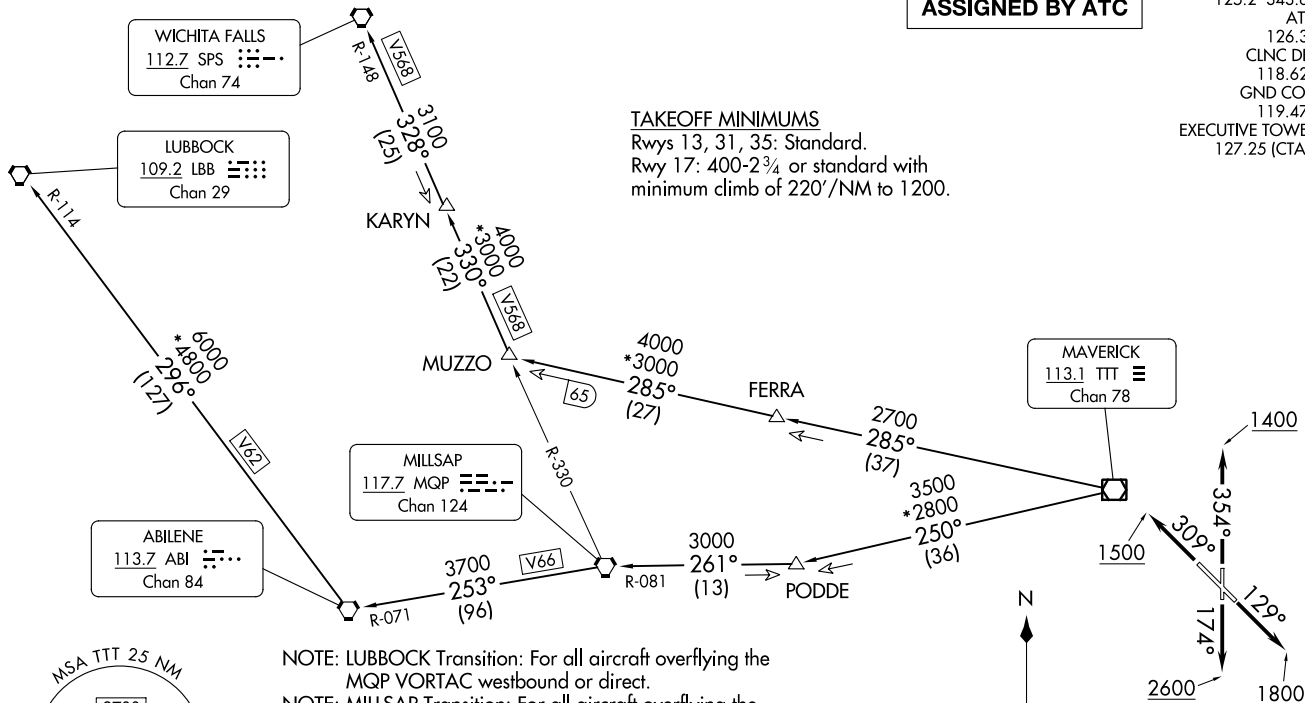 ASSIGNED BY ATC
126.3
CLNC DE
118.62
GND CO
119.47
EXECUTIVE TOWE
127.25 (CTA
WICHITA FALLS
112.7 SPS
Chan 74
R-148
V568
3100
328°
(25)
LUBBOCK
109.2 LBB
Chan 29
R-114
TAKEOFF MINIMUMS
Rwys 13, 31, 35: Standard.
Rwy 17: 400-2¾ or standard with
minimum climb of 220'/NM to 1200.
KARYN
4000
*3000
330°
(22)
V568
6000
*4800
296°
(127)
V62
MUZZO
65
4000
*3000
285°
(27)
FERRA
2700
285°
(37)
MAVERICK
113.1 TTT
Chan 78
1400
354°
309°
1500
129°
174°
2600
1800
MILLSAP
117.7 MQP
Chan 124
R-330
3500
*2800
250°
(36)
ABILENE
113.7 ABI
Chan 84
R-071
3700
253°
(96)
V66
R-081
3000
261°
(13)
PODDE
N
MSA TTT 25 NM
NOTE: LUBBOCK Transition: For all aircraft overflying the
MQP VORTAC westbound or direct.
NOTE: MILLSAP Transition: For all aircraft overflying the